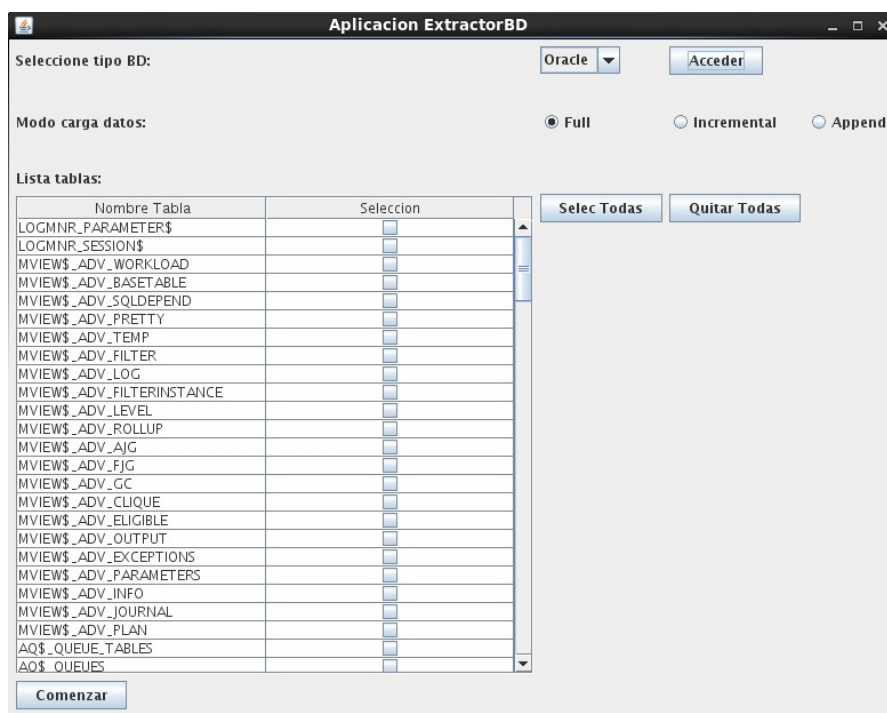 Aplicacion ExtractorBD
Seleccione tipo BD: Oracle Acceder
Modo carga datos: Full Incremental Append
Lista tablas:
Nombre Tabla Seleccion Selec Todas Quitar Todas
LOGMNR_PARAMETER$
LOGMNR_SESSION$
MVIEW$_ADV_WORKLOAD
MVIEW$_ADV_BASETABLE
MVIEW$_ADV_SQLDEPEND
MVIEW$_ADV_PRETTY
MVIEW$_ADV_TEMP
MVIEW$_ADV_FILTER
MVIEW$_ADV_LOG
MVIEW$_ADV_FILTERINSTANCE
MVIEW$_ADV_LEVEL
MVIEW$_ADV_ROLLUP
MVIEW$_ADV_AJG
MVIEW$_ADV_FJG
MVIEW$_ADV_GC
MVIEW$_ADV_CLIQUE
MVIEW$_ADV_ELIGIBLE
MVIEW$_ADV_OUTPUT
MVIEW$_ADV_EXCEPTIONS
MVIEW$_ADV_PARAMETERS
MVIEW$_ADV_INFO
MVIEW$_ADV_JOURNAL
MVIEW$_ADV_PLAN
AQ$_QUEUE_TABLES
AQ$_QUEUES
Comenzar